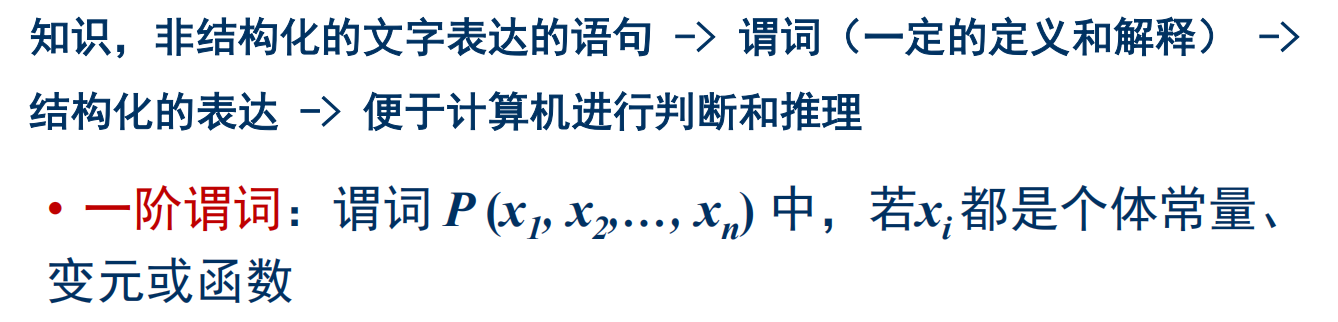 知识，非结构化的文字表达的语句 -> 谓词（一定的定义和解释） ->
结构化的表达 -> 便于计算机进行判断和推理
• 一阶谓词：谓词 P (x1, x2,…, xn) 中，若xi 都是个体常量、
变元或函数